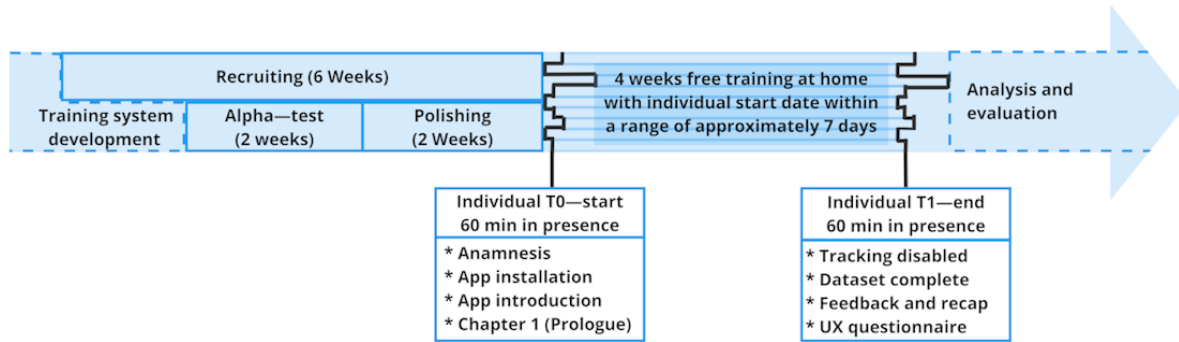 Recruiting (6 Weeks)
Training system
development
Alpha—test
(2 weeks)
Polishing
(2 Weeks)
4 weeks free training at home
with individual start date within
a range of approximately 7 days
Analysis and
evaluation
Individual T0—start
60 min in presence
* Anamnesis
* App installation
* App introduction
* Chapter 1 (Prologue)
Individual T1—end
60 min in presence
* Tracking disabled
* Dataset complete
* Feedback and recap
* UX questionnaire